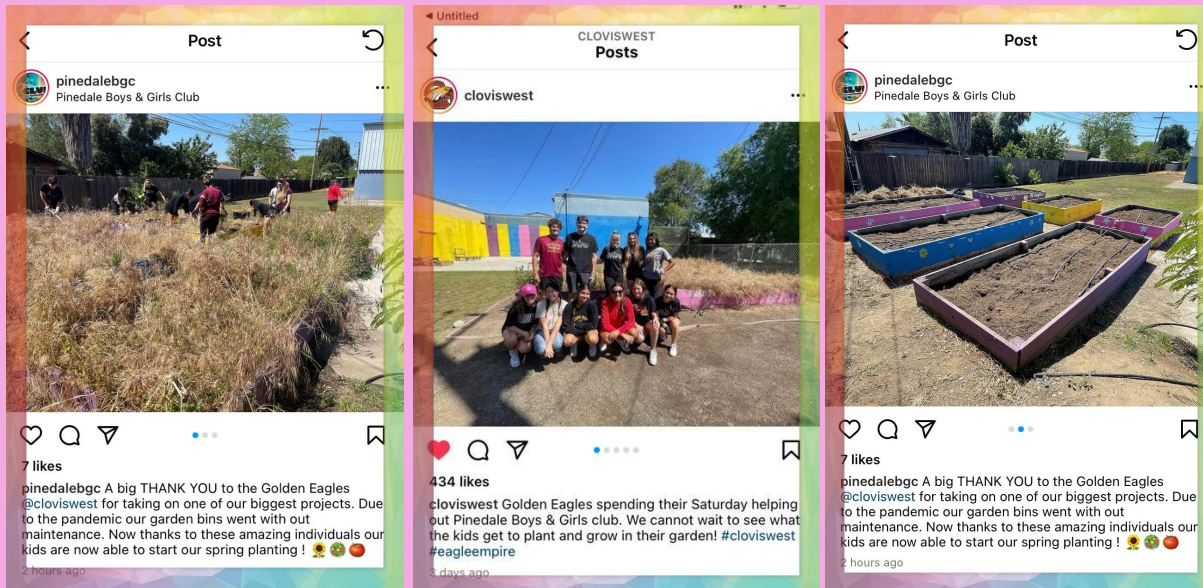 Post
pinedalebgc
Pinedale Boys & Girls Club
7 likes
pinedalebgc A big THANK YOU to the Golden Eagles
@cloviswest for taking on one of our biggest projects. Due
to the pandemic our garden bins went with out
maintenance. Now thanks to these amazing individuals our
kids are now able to start our spring planting ! 🌻🥗🍅
2 hours ago
◀ Untitled
CLOVISWEST
Posts
cloviswest
434 likes
cloviswest Golden Eagles spending their Saturday helping
out Pinedale Boys & Girls club. We cannot wait to see what
the kids get to plant and grow in their garden! #cloviswest
#eagleempire
3 days ago
Post
pinedalebgc
Pinedale Boys & Girls Club
7 likes
pinedalebgc A big THANK YOU to the Golden Eagles
@cloviswest for taking on one of our biggest projects. Due
to the pandemic our garden bins went with out
maintenance. Now thanks to these amazing individuals our
kids are now able to start our spring planting ! 🌻🥗🍅
2 hours ago